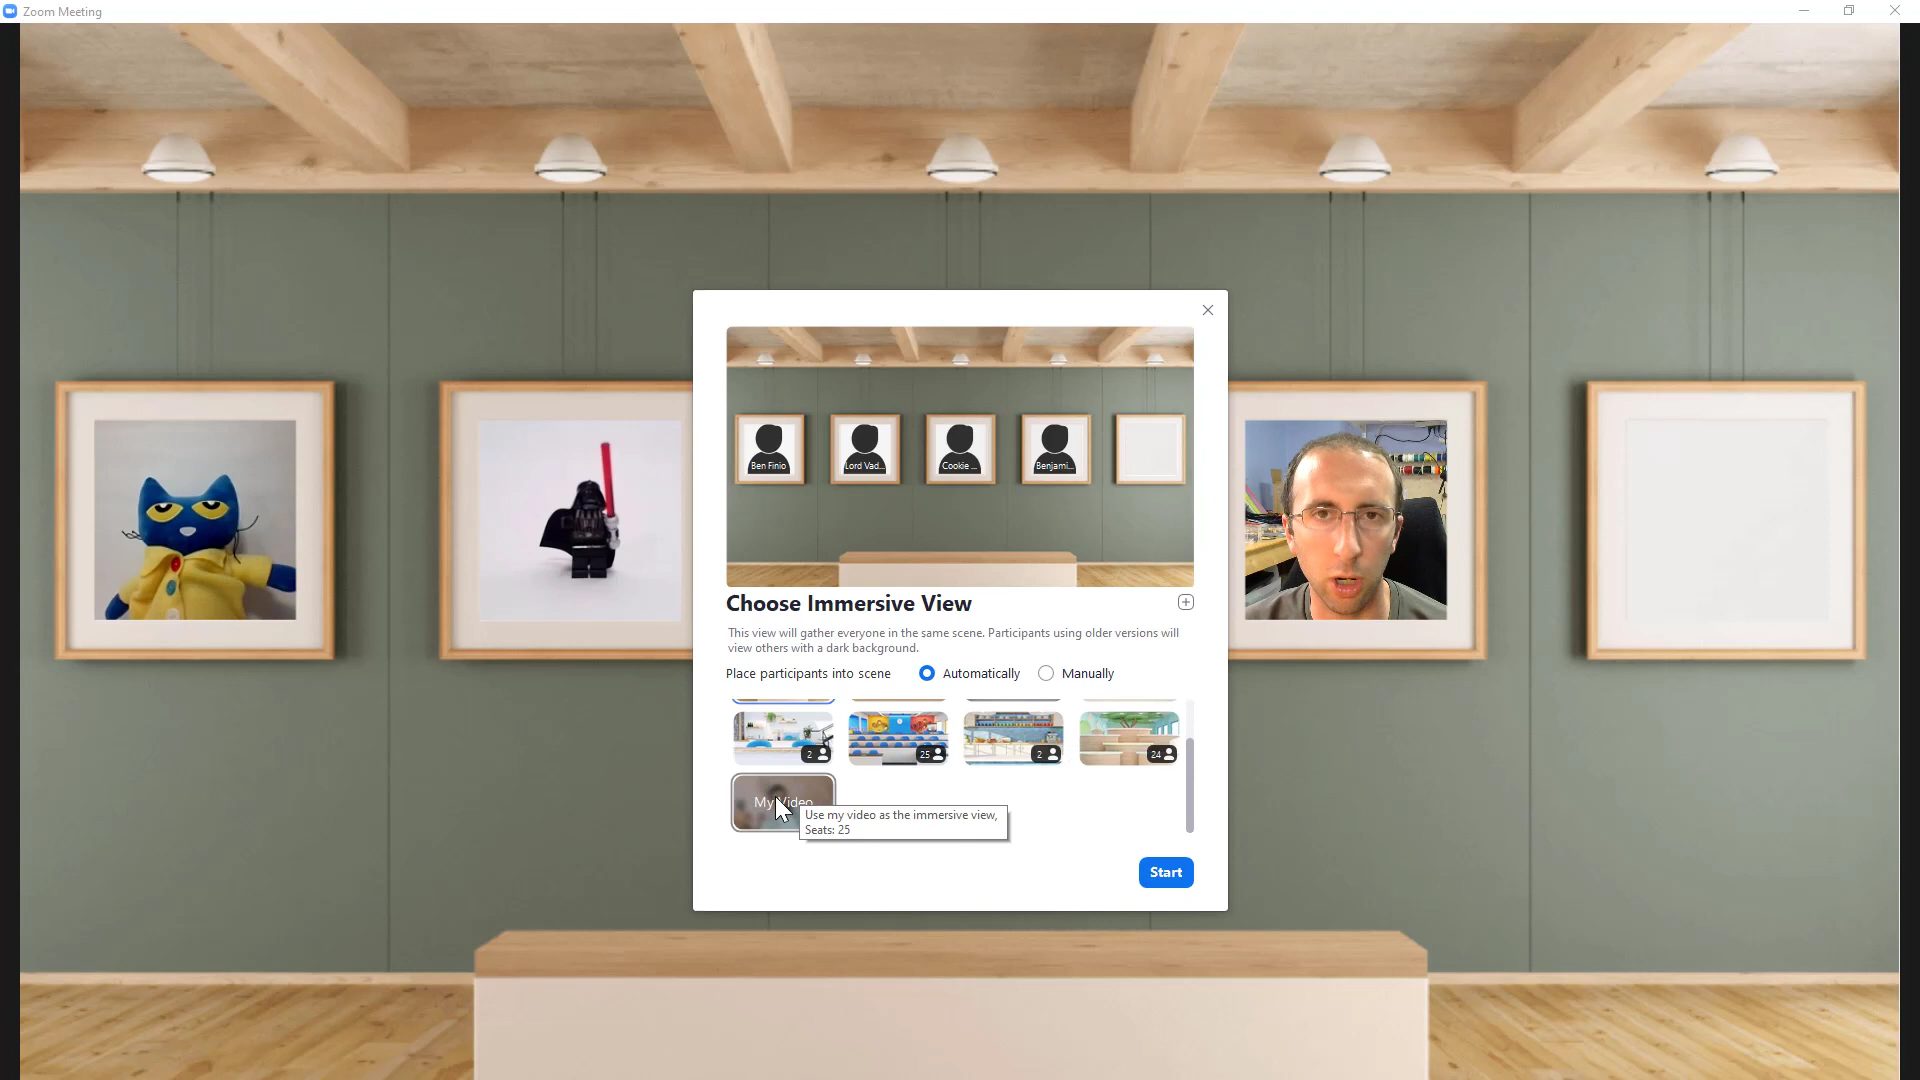 Zoom Meeting
Ben Finio
Lord Vad...
Cookie ...
Benjami...
Choose Immersive View
This view will gather everyone in the same scene. Participants using older versions will
view others with a dark background.
Place participants into scene
Automatically
Manually
2
25
2
24
My Video
Use my video as the immersive view,
Seats: 25
Start